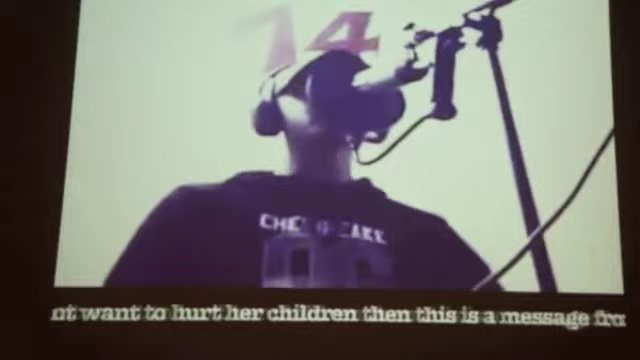 14
ot want to hurt her children then this is a message fro